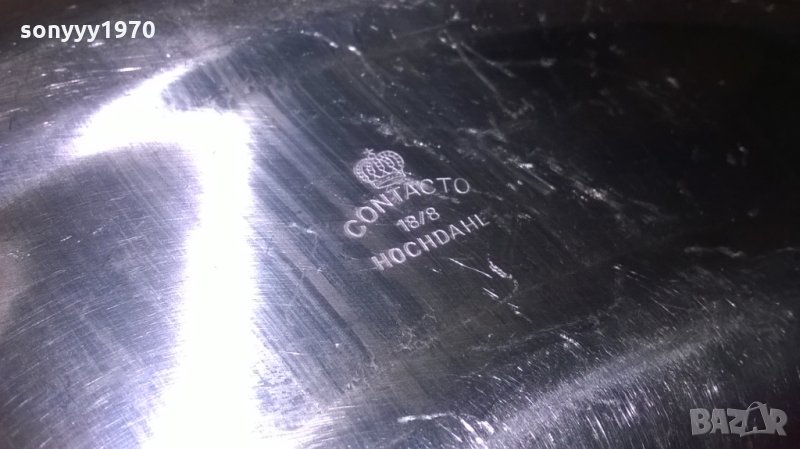 sonyyy1970
CONTACTO
18/8
HOCHDAHL
BAZAR